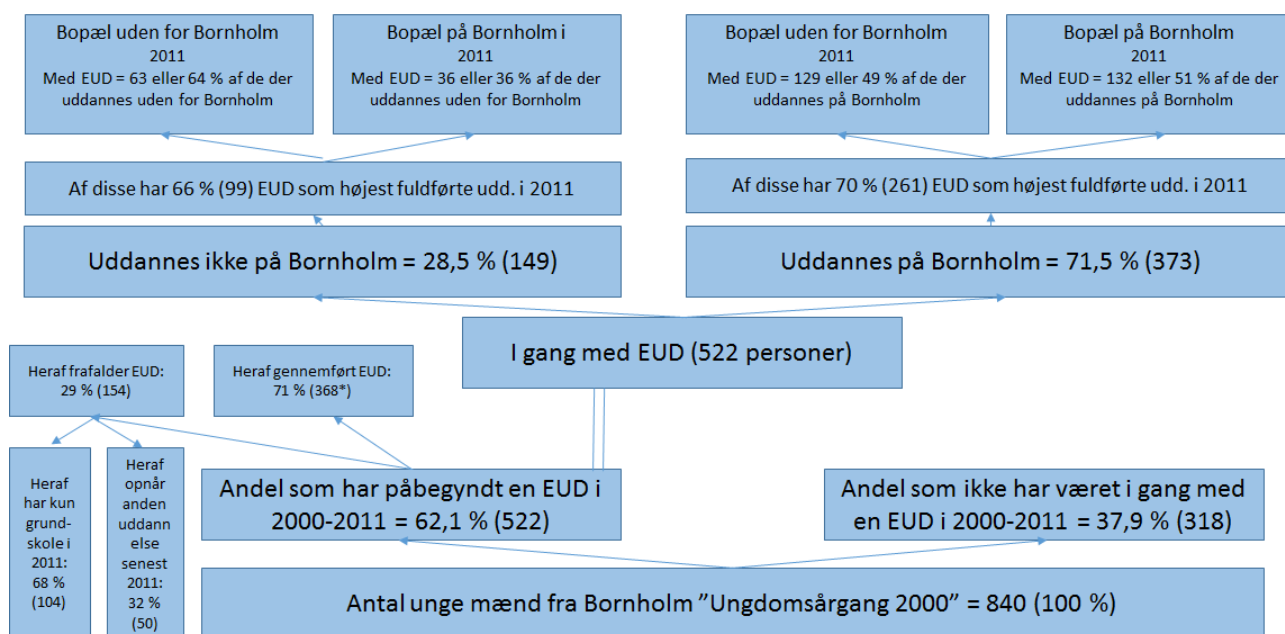 Bopæl uden for Bornholm
2011
Med EUD = 63 eller 64 % af de der
uddannes uden for Bornholm
Bopæl på Bornholm i
2011
Med EUD = 36 eller 36 % af de der
uddannes uden for Bornholm
Bopæl uden for Bornholm
2011
Med EUD = 129 eller 49 % af de der
uddannes på Bornholm
Bopæl på Bornholm
2011
Med EUD = 132 eller 51 % af de der
uddannes på Bornholm
Af disse har 66 % (99) EUD som højest fuldførte udd. i 2011
Af disse har 70 % (261) EUD som højest fuldførte udd. i 2011
Uddannes ikke på Bornholm = 28,5 % (149)
Uddannes på Bornholm = 71,5 % (373)
I gang med EUD (522 personer)
Heraf frafalder EUD:
29 % (154)
Heraf gennemført EUD:
71 % (368*)
Heraf
har kun
grund-
skole i
2011:
68 %
(104)
Heraf
opnår
anden
uddann
else
senest
2011:
32 %
(50)
Andel som har påbegyndt en EUD i
2000-2011 = 62,1 % (522)
Andel som ikke har været i gang med
en EUD i 2000-2011 = 37,9 % (318)
Antal unge mænd fra Bornholm ”Ungdomsårgang 2000” = 840 (100 %)